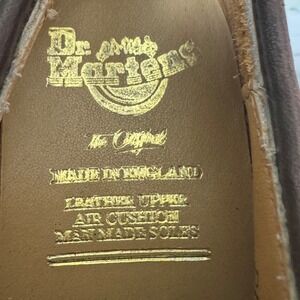 Dr.
Martens
The Original
MADE IN ENGLAND
LEATHER UPPER
AIR CUSHION
MAN MADE SOLES